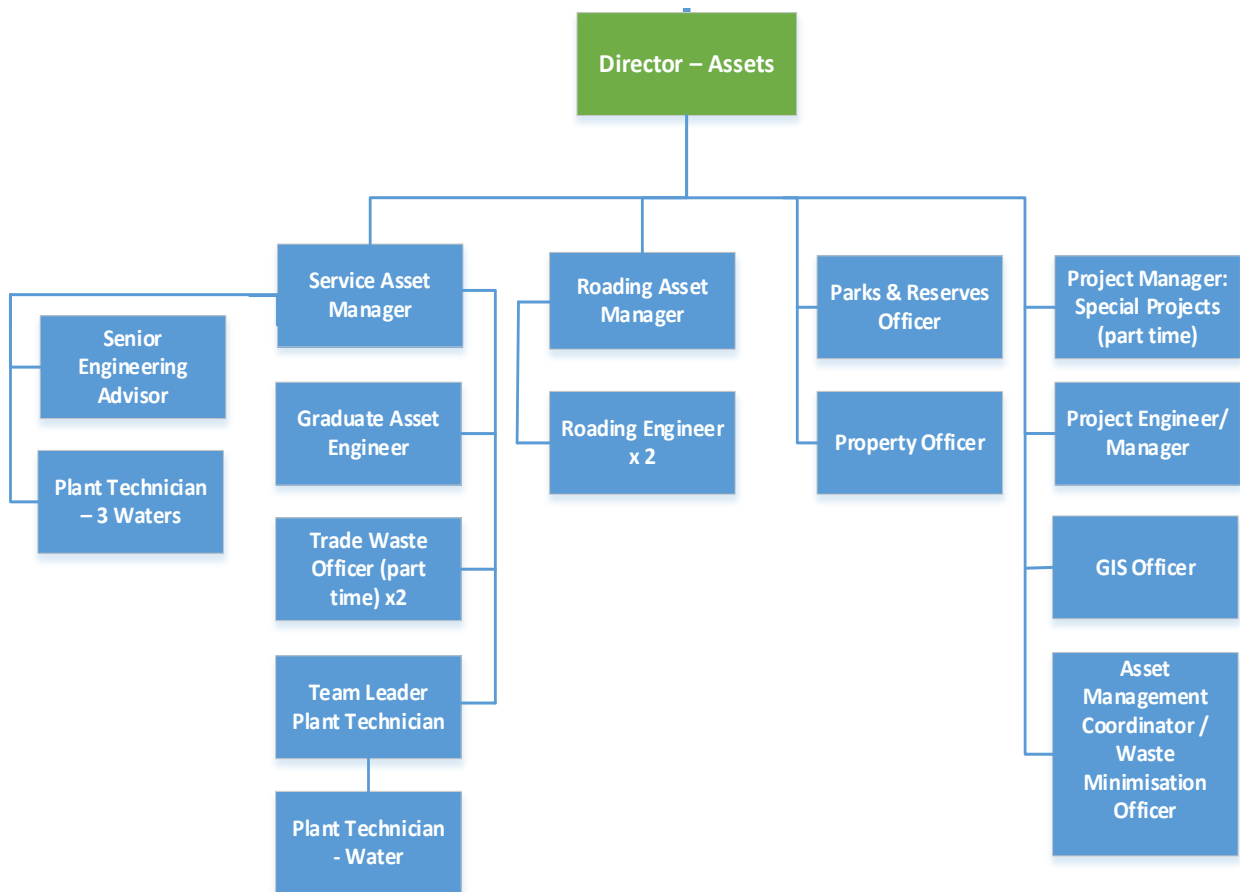 Director – Assets
Service Asset
Manager
Roading Asset
Manager
Parks & Reserves
Officer
Project Manager:
Special Projects
(part time)
Senior
Engineering
Advisor
Graduate Asset
Engineer
Roading Engineer
x 2
Property Officer
Project Engineer/
Manager
Plant Technician
– 3 Waters
Trade Waste
Officer (part
time) x2
GIS Officer
Team Leader
Plant Technician
Asset
Management
Coordinator /
Waste
Minimisation
Officer
Plant Technician
- Water